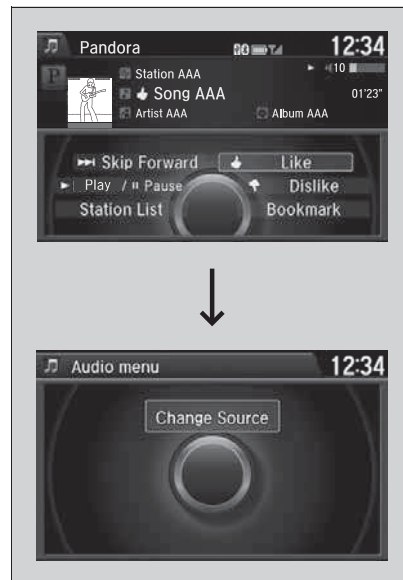 Pandora 12:34
P Station AAA 10
Song AAA 01'23"
Artist AAA Album AAA
Skip Forward Like
Play / Pause Dislike
Station List Bookmark
Audio menu 12:34
Change Source